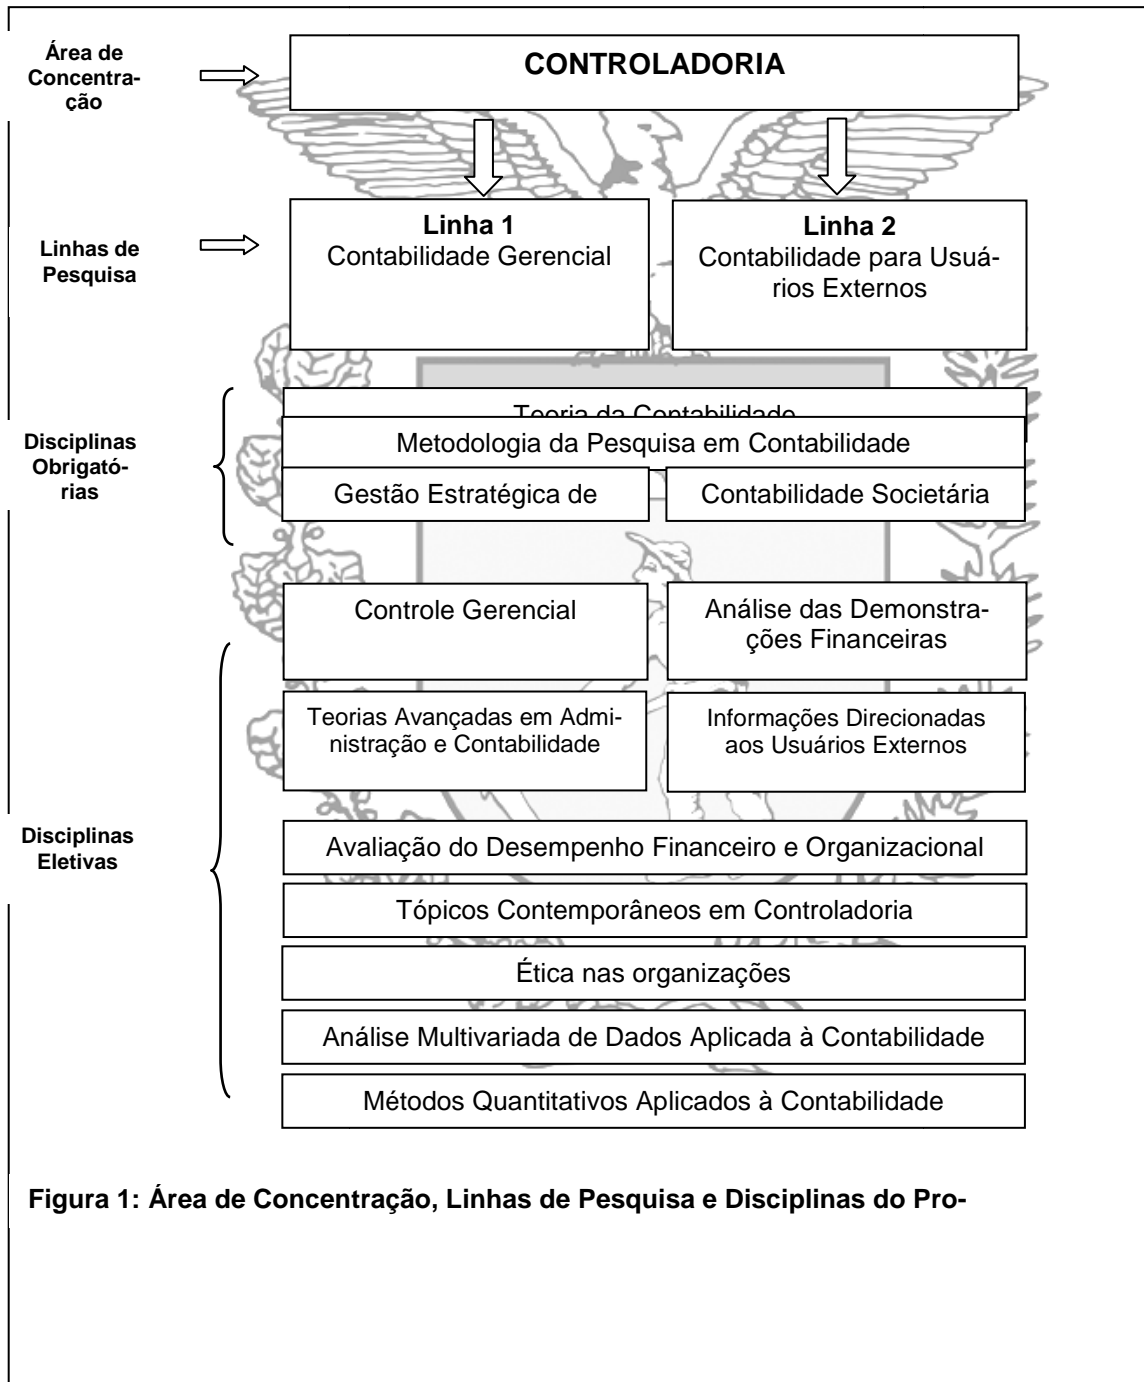 Área de
Concentra-
ção
CONTROLADORIA
Linhas de
Pesquisa
Linha 1
Contabilidade Gerencial
Linha 2
Contabilidade para Usuá-
rios Externos
Disciplinas
Obrigató-
rias
Teoria da Contabilidade
Metodologia da Pesquisa em Contabilidade
Gestão Estratégica de
Contabilidade Societária
Disciplinas
Eletivas
Controle Gerencial
Análise das Demonstra-
ções Financeiras
Teorias Avançadas em Admi-
nistração e Contabilidade
Informações Direcionadas
aos Usuários Externos
Avaliação do Desempenho Financeiro e Organizacional
Tópicos Contemporâneos em Controladoria
Ética nas organizações
Análise Multivariada de Dados Aplicada à Contabilidade
Métodos Quantitativos Aplicados à Contabilidade
Figura 1: Área de Concentração, Linhas de Pesquisa e Disciplinas do Pro-